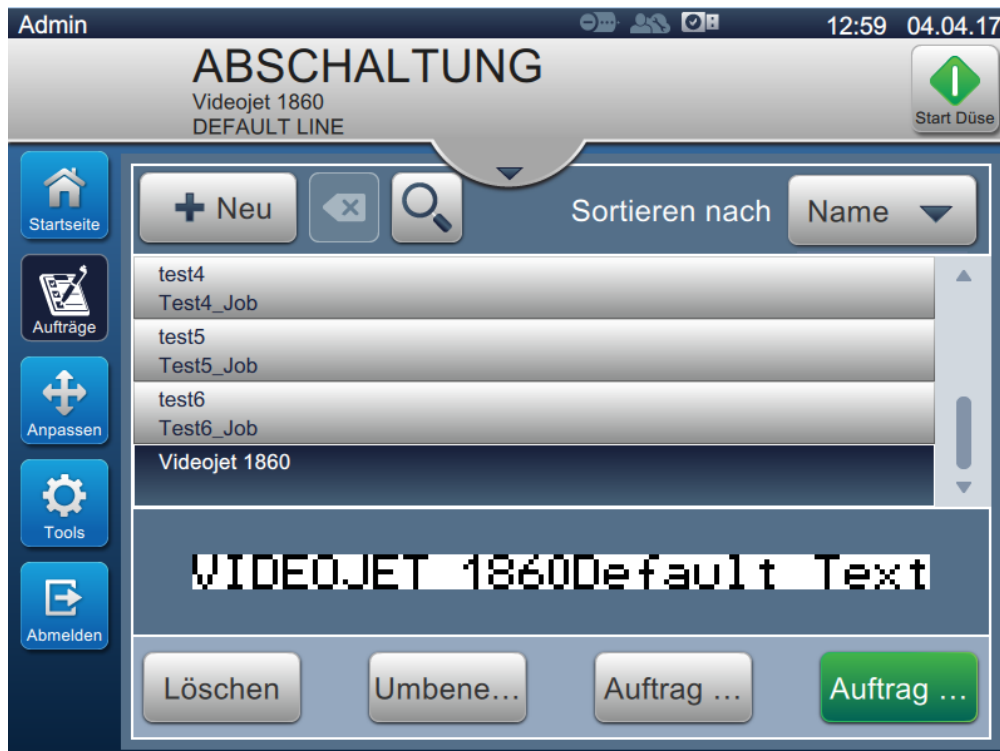 Admin 12:59 04.04.17
ABSCHALTUNG
Videojet 1860
DEFAULT LINE
Start Düse
Startseite
Aufträge
Anpassen
Tools
Abmelden
Neu
Sortieren nach Name
test4
Test4_Job
test5
Test5_Job
test6
Test6_Job
Videojet 1860
VIDEOJET 1860Default Text
Löschen Umbene... Auftrag ... Auftrag ...